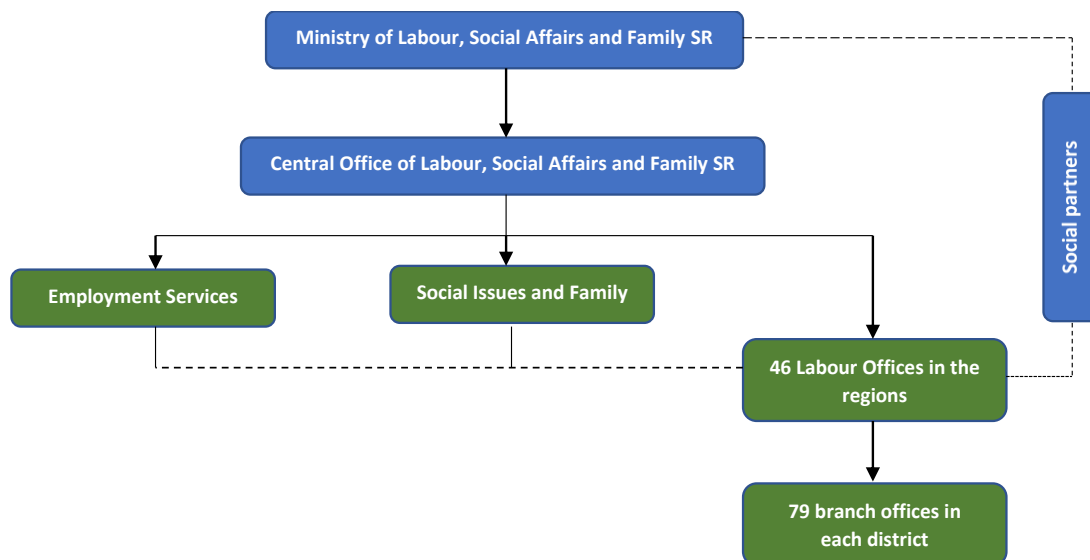 Ministry of Labour, Social Affairs and Family SR
Central Office of Labour, Social Affairs and Family SR
Social partners
Employment Services
Social Issues and Family
46 Labour Offices in the
regions
79 branch offices in
each district